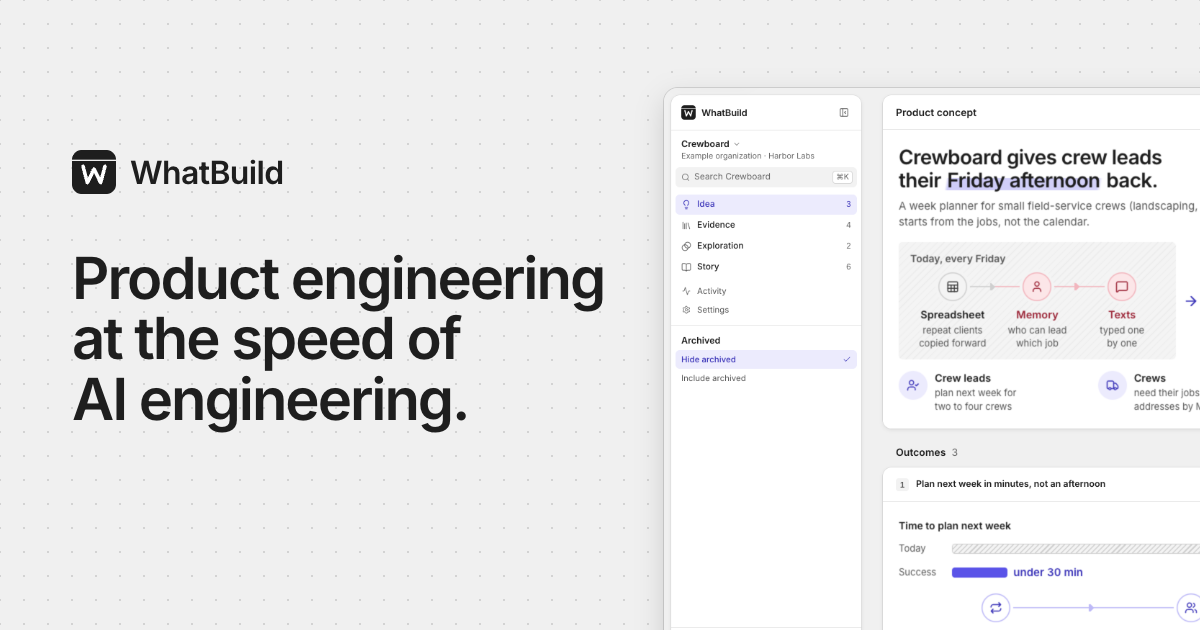 WhatBuild
Product engineering
at the speed of
AI engineering.
WhatBuild
Crewboard
Example organization · Harbor Labs
Search Crewboard ⌘K
Idea 3
Evidence 4
Exploration 2
Story 6
Activity
Settings
Archived
Hide archived
Include archived
Product concept
Crewboard gives crew leads
their Friday afternoon back.
A week planner for small field-service crews (landscaping,
starts from the jobs, not the calendar.
Today, every Friday
Spreadsheet
repeat clients
copied forward
Memory
who can lead
which job
Texts
typed one
by one
Crew leads
plan next week for
two to four crews
Crews
need their jobs
addresses by
Outcomes 3
1 Plan next week in minutes, not an afternoon
Time to plan next week
Today
Success under 30 min